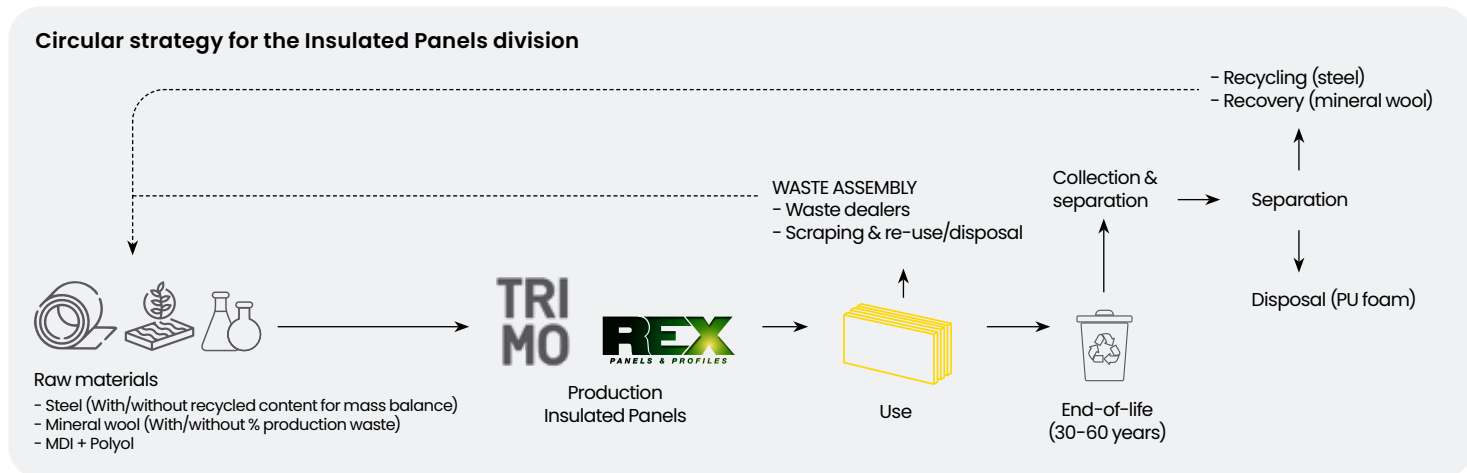 Circular strategy for the Insulated Panels division
- Recycling (steel)
- Recovery (mineral wool)
WASTE ASSEMBLY
- Waste dealers
- Scraping & re-use/disposal
Collection &
separation
Separation
Disposal (PU foam)
TRI
MO
REX
PANELS & PROFILES
Raw materials
- Steel (With/without recycled content for mass balance)
- Mineral wool (With/without % production waste)
- MDI + Polyol
Production
Insulated Panels
Use
End-of-life
(30-60 years)